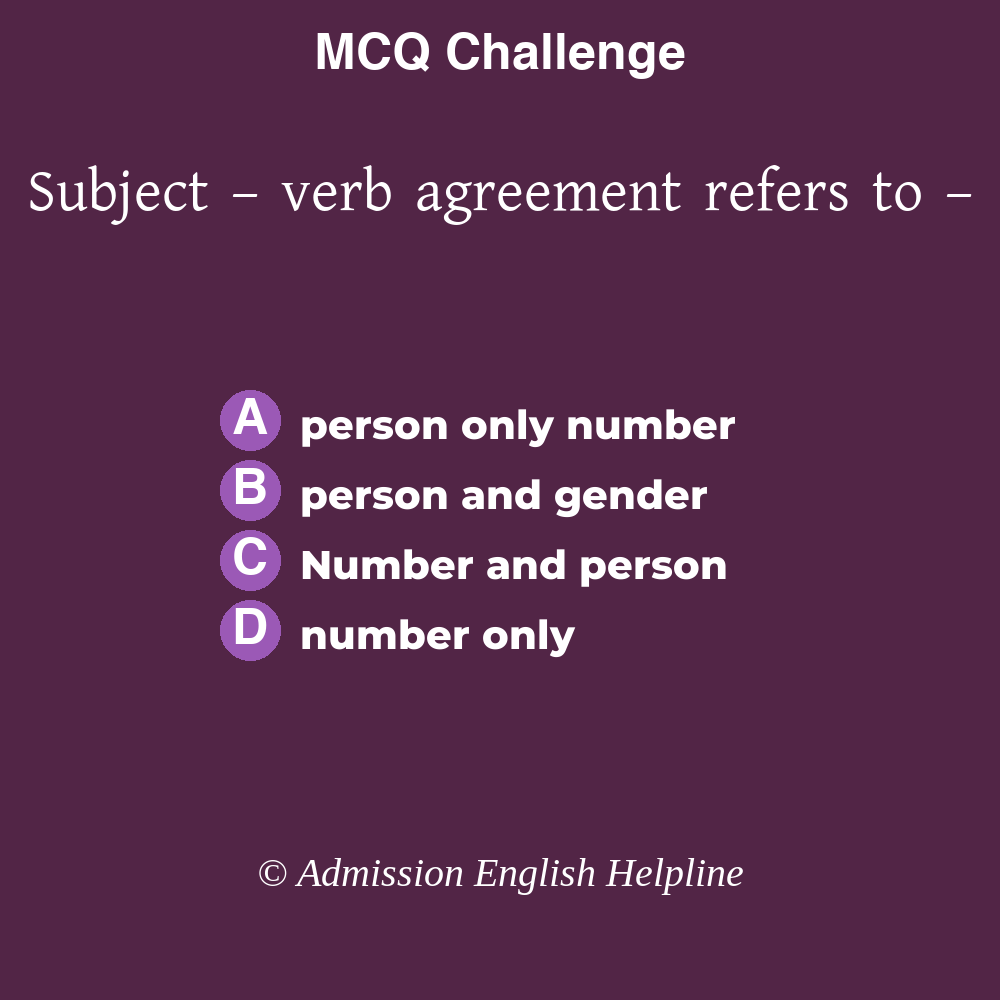 MCQ Challenge
Subject – verb agreement refers to –
A person only number
B person and gender
C Number and person
D number only
© Admission English Helpline